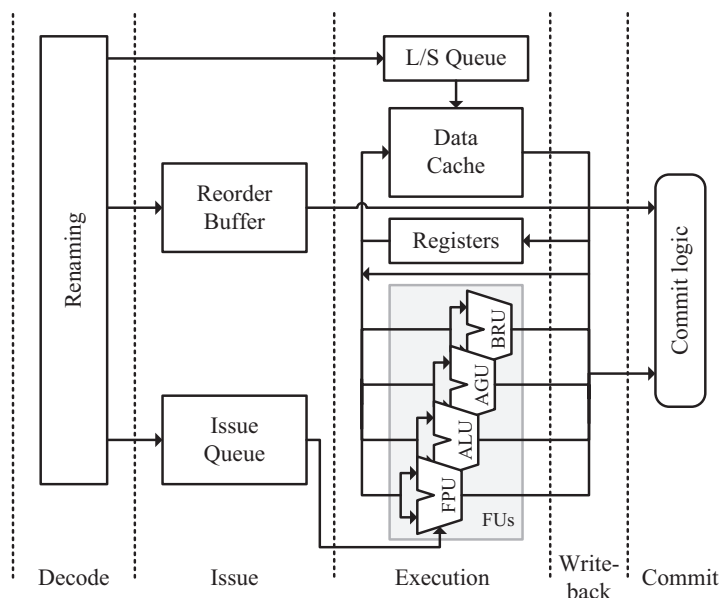 L/S Queue
Data
Cache
Reorder
Buffer
Registers
Renaming
Commit logic
BRU
AGU
ALU
FPU
Issue
Queue
FUs
Decode
Issue
Execution
Write-
back
Commit